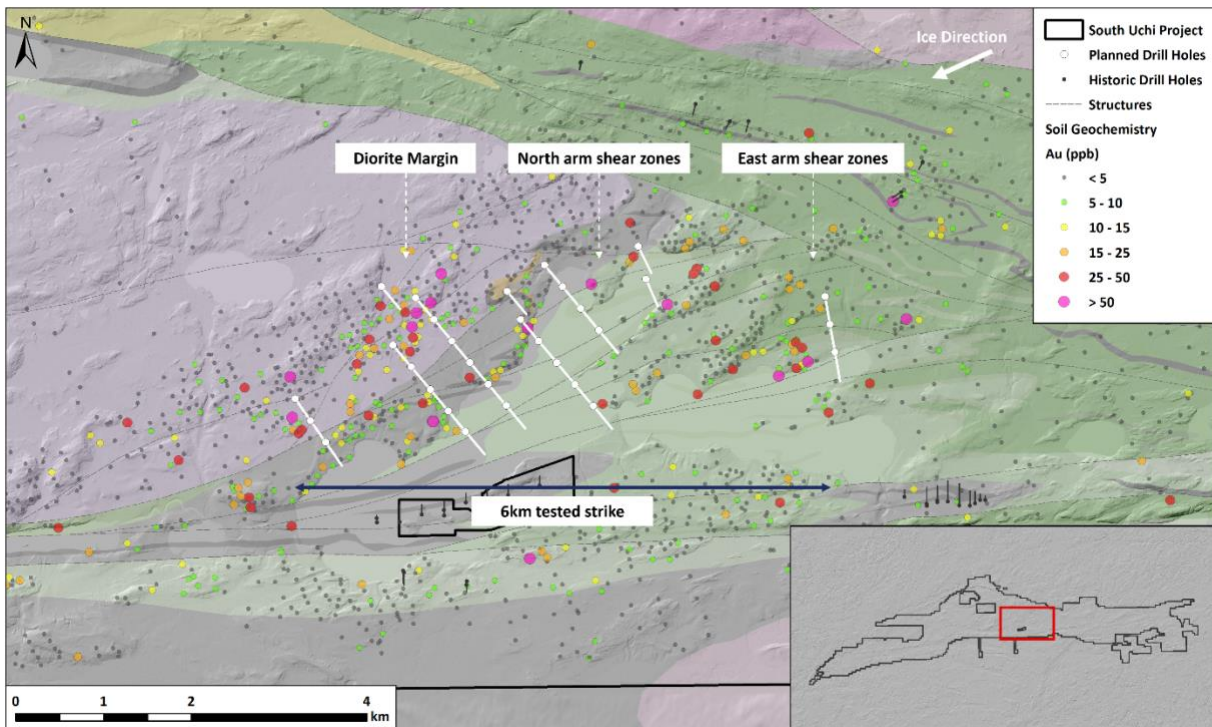 N
Ice Direction
South Uchi Project
Planned Drill Holes
Historic Drill Holes
Structures
Soil Geochemistry
Au (ppb)
< 5
5 - 10
10 - 15
15 - 25
25 - 50
> 50
Diorite Margin
North arm shear zones
East arm shear zones
6km tested strike
0 1 2 4
km